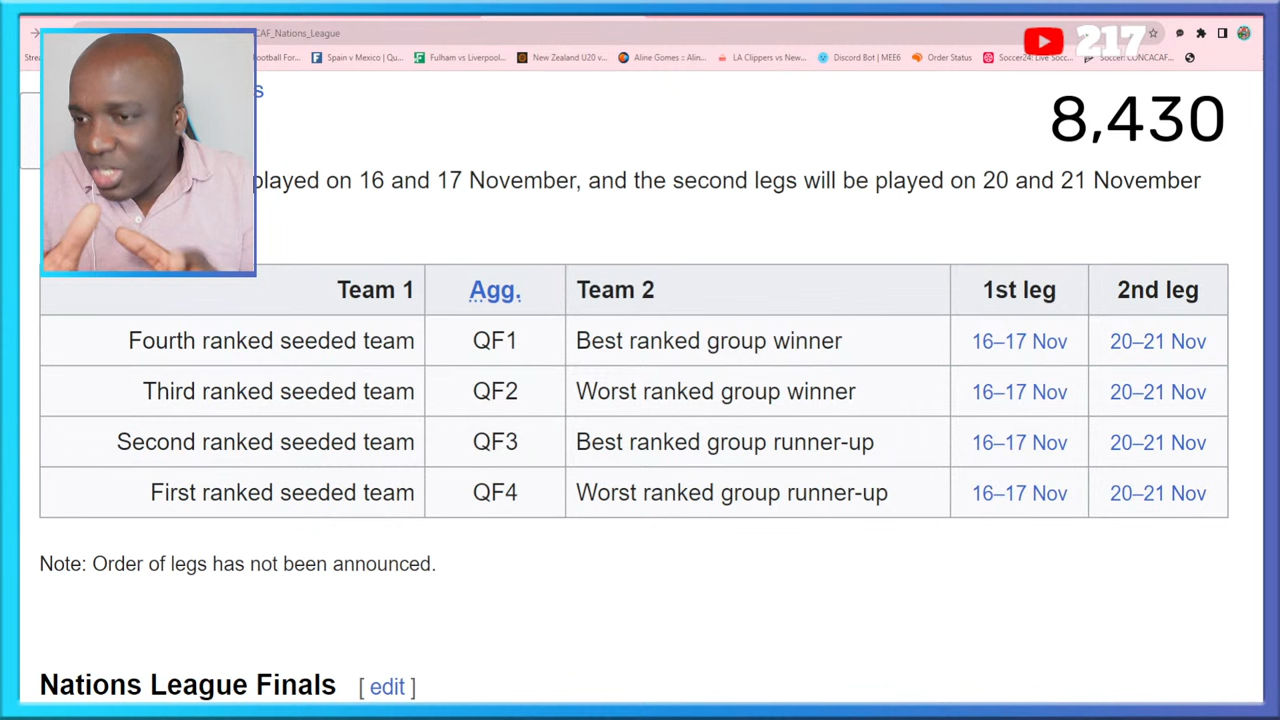 CAF_Nations_League
217
Stre
ootball For...
Spain v Mexico | Qu...
Fulham vs Liverpool...
New Zealand U20 v...
Aline Gomes :: Alin...
LA Clippers vs New...
Discord Bot | MEE6
Order Status
Soccer24: Live Socc...
Soccer: CONCACAF...
s
8,430
played on 16 and 17 November, and the second legs will be played on 20 and 21 November
Team 1 Agg. Team 2 1st leg 2nd leg
Fourth ranked seeded team QF1 Best ranked group winner 16–17 Nov 20–21 Nov
Third ranked seeded team QF2 Worst ranked group winner 16–17 Nov 20–21 Nov
Second ranked seeded team QF3 Best ranked group runner-up 16–17 Nov 20–21 Nov
First ranked seeded team QF4 Worst ranked group runner-up 16–17 Nov 20–21 Nov
Note: Order of legs has not been announced.
Nations League Finals [ edit ]